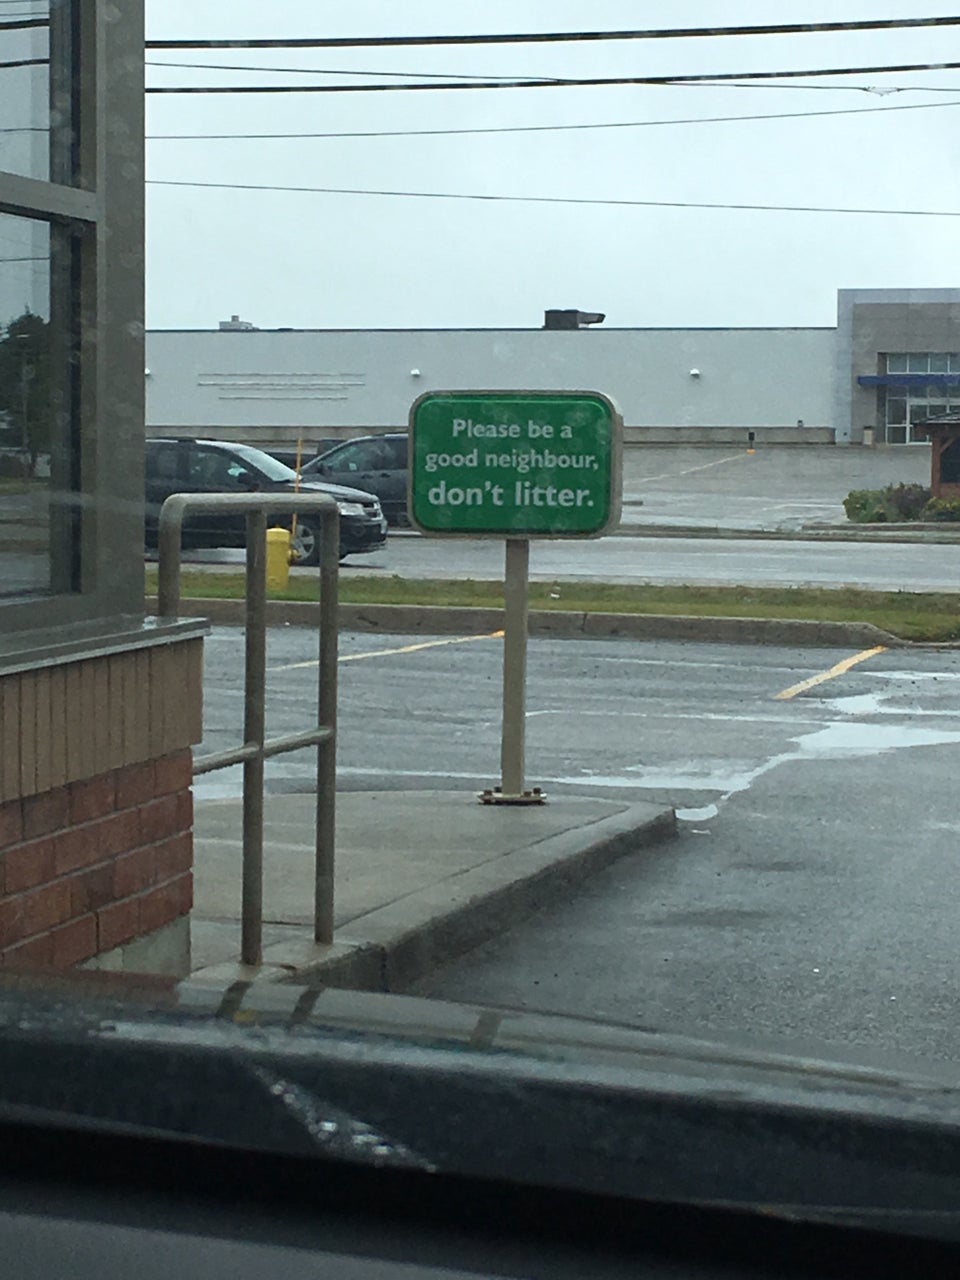 Please be a
good neighbour,
don't litter.